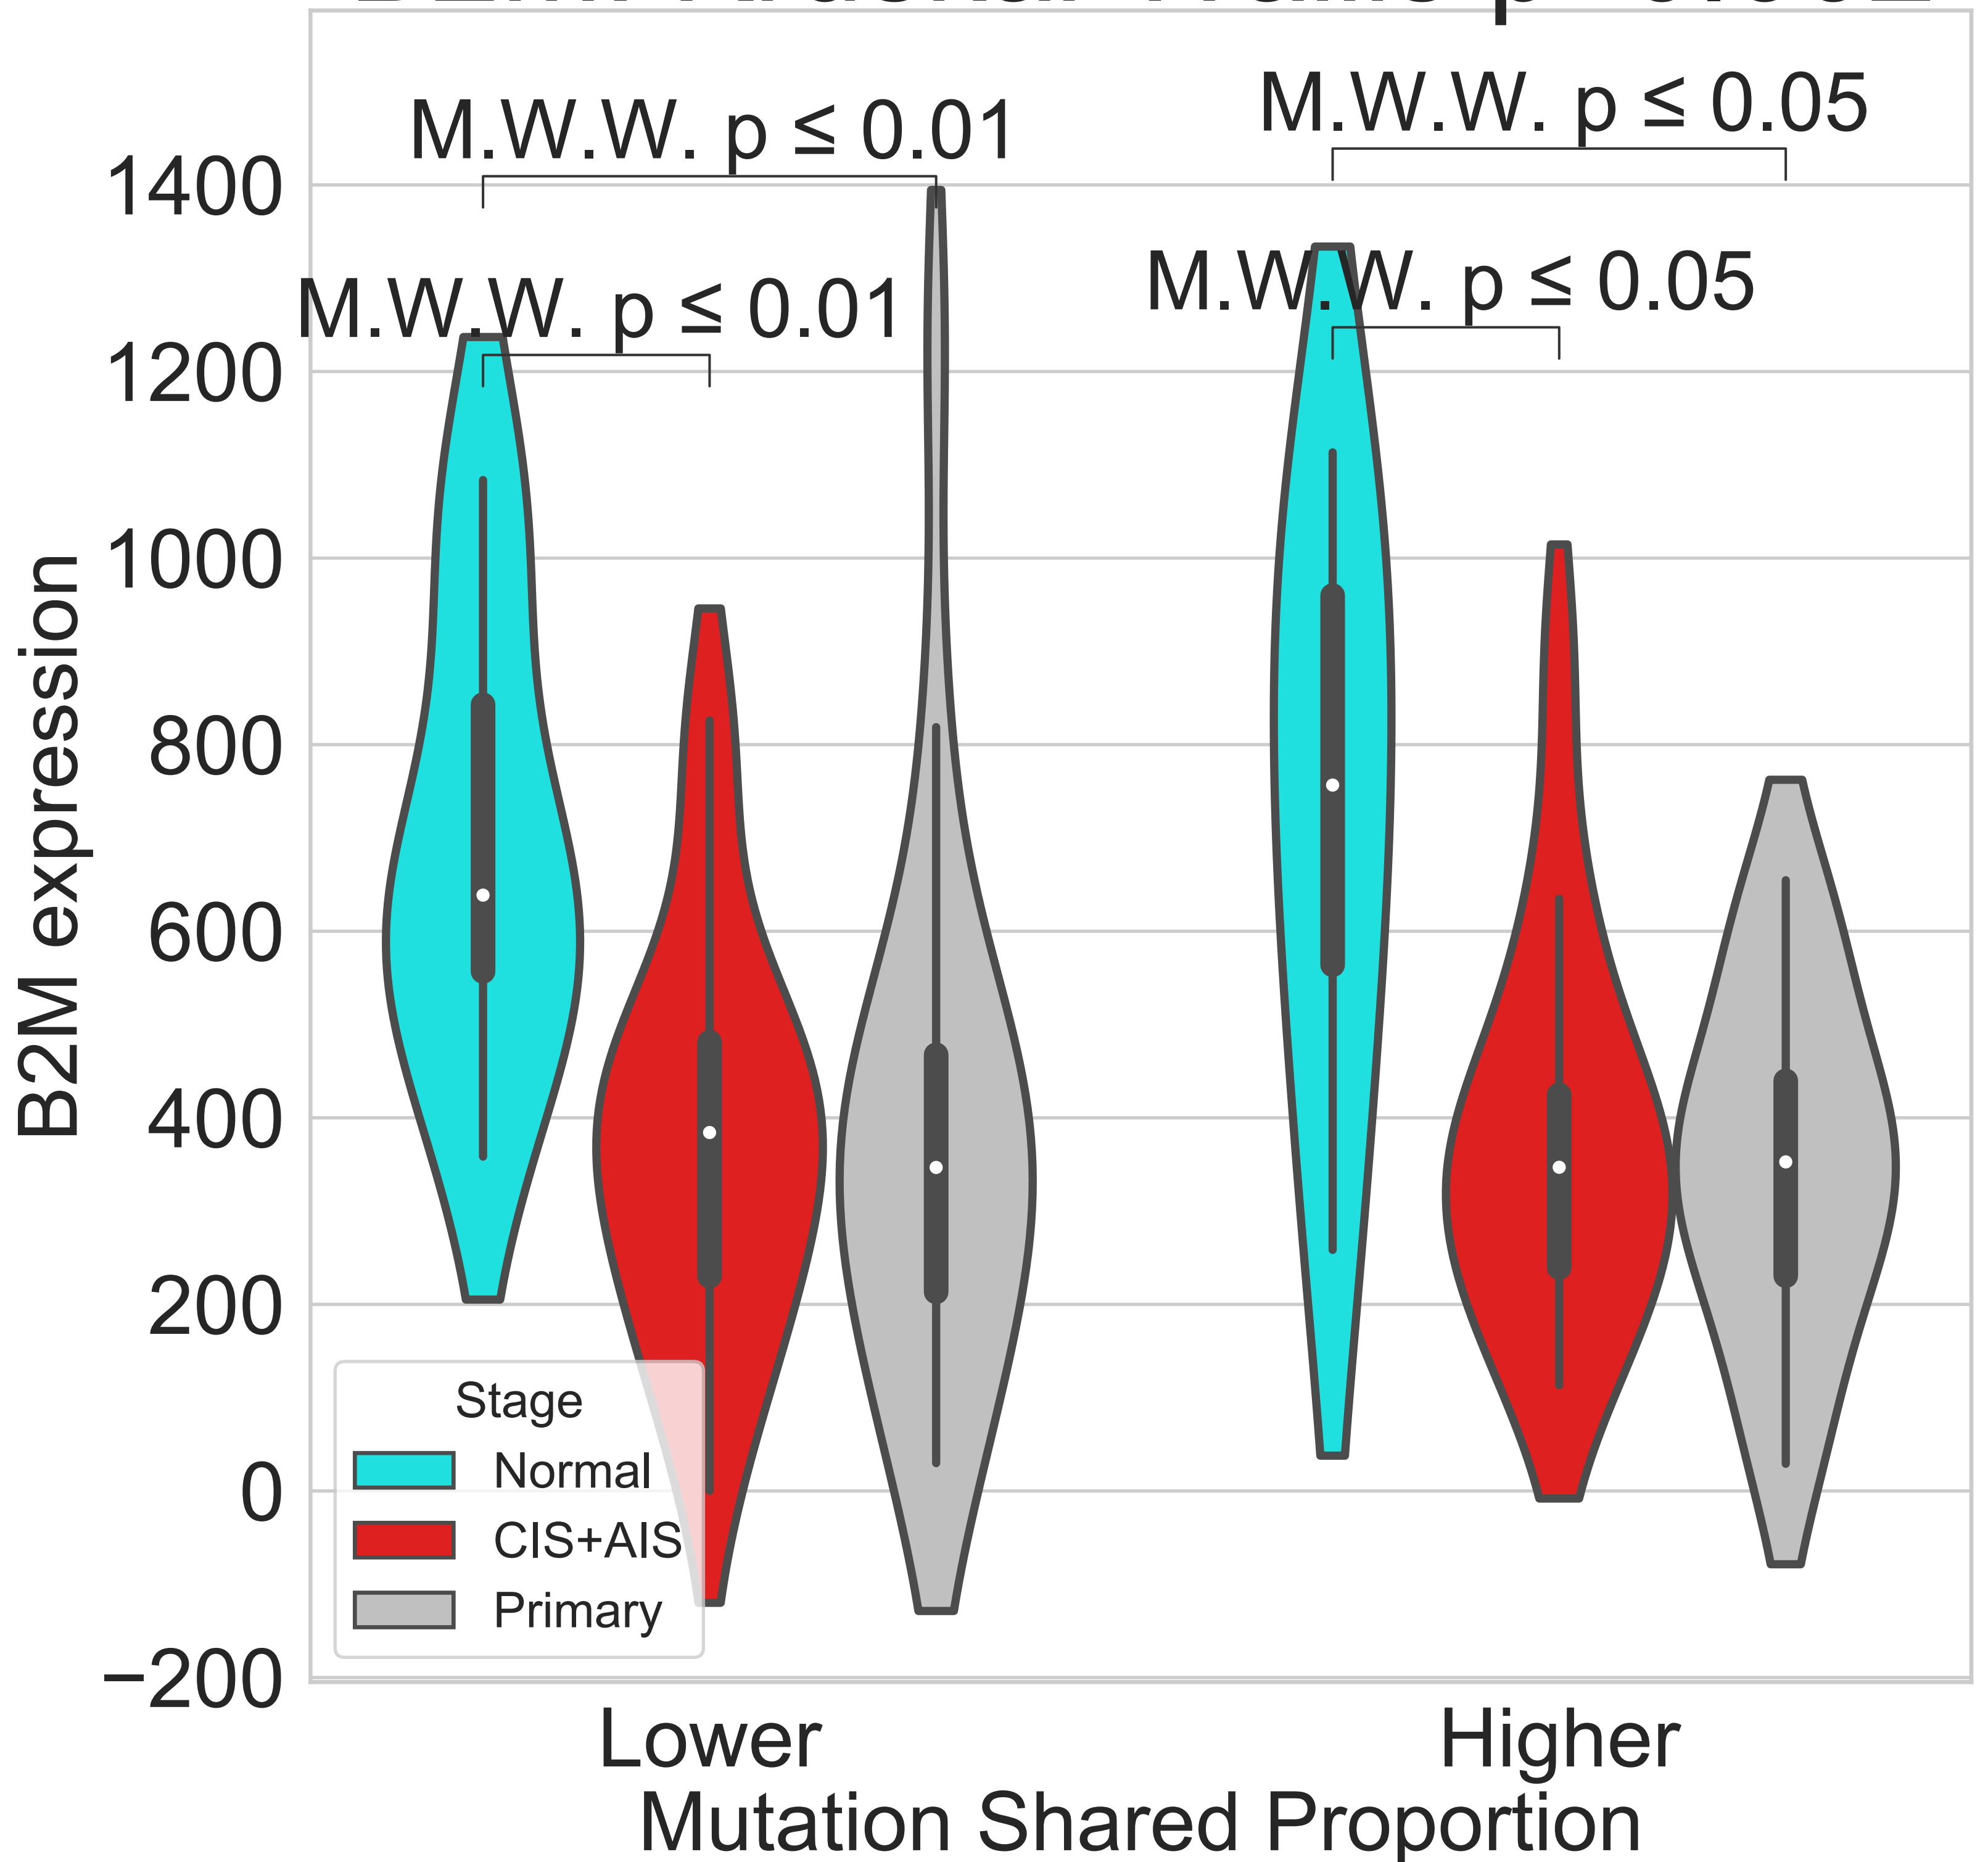 M.W.W. p ≤ 0.05
M.W.W. p ≤ 0.01
M.W.W. p ≤ 0.05
M.W.W. p ≤ 0.01
1400
1200
1000
800
600
400
200
0
−200
B2M expression
Stage
Normal
CIS+AIS
Primary
Lower
Higher
Mutation Shared Proportion